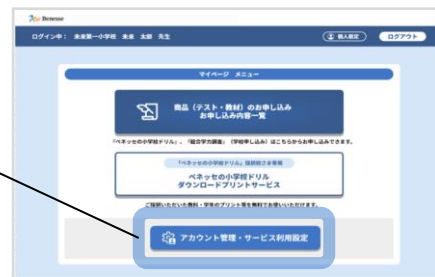 Benesse
ログイン中： 未来第一小学校 未来 太郎 先生
個人設定
ログアウト
マイページ メニュー
商品（テスト・教材）のお申し込み
お申し込み内容一覧
「ベネッセの小学校ドリル」、「総合学力調査」（学校申し込み）はこちらからお申し込みできます。
「ベネッセの小学校ドリル」採択校さま専用
ベネッセの小学校ドリル
ダウンロードプリントサービス
ご採択いただいた教科・学年のプリント等を無料でお使いいただけます。
アカウント管理・サービス利用設定